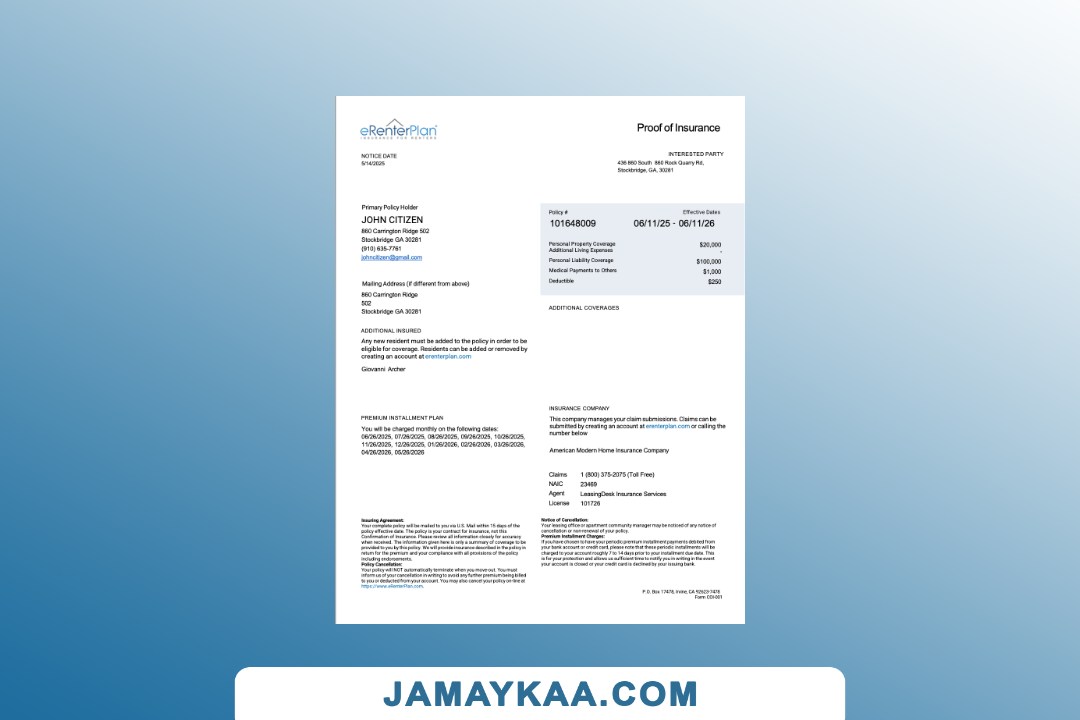 eRenterPlan
INSURANCE FOR RENTERS
Proof of Insurance
NOTICE DATE
5/14/2025
INTERESTED PARTY
436 860 South 860 Rock Quarry Rd,
Stockbridge, GA, 30281
Primary Policy Holder
JOHN CITIZEN
860 Carrington Ridge 502
Stockbridge GA 30281
(910) 635-7761
johncitizen@gmail.com
Mailing Address (if different from above)
860 Carrington Ridge
502
Stockbridge GA 30281
ADDITIONAL INSURED
Any new resident must be added to the policy in order to be
eligible for coverage. Residents can be added or removed by
creating an account at erenterplan.com
Giovanni Archer
PREMIUM INSTALLMENT PLAN
You will be charged monthly on the following dates:
06/26/2025, 07/26/2025, 08/26/2025, 09/26/2025, 10/26/2025,
11/26/2025, 12/26/2025, 01/26/2026, 02/26/2026, 03/26/2026,
04/26/2026, 05/26/2026
Policy # Effective Dates
101648009 06/11/25 - 06/11/26
Personal Property Coverage $20,000
Additional Living Expenses -
Personal Liability Coverage $100,000
Medical Payments to Others $1,000
Deductible $250
ADDITIONAL COVERAGES
INSURANCE COMPANY
This company manages your claim submissions. Claims can be
submitted by creating an account at erenterplan.com or calling the
number below
American Modern Home Insurance Company
Claims 1 (800) 375-2075 (Toll Free)
NAIC 23469
Agent LeasingDesk Insurance Services
License 101726
Issuing Agreement:
Your complete policy will be mailed to you via U.S. Mail within 15 days of the
policy effective date. The policy is your contract for insurance, not this
Confirmation of Insurance. Please review all information closely for accuracy
when received. The information given here is only a summary of coverage to be
provided to you by this policy. We will provide insurance described in the policy in
return for the premium and your compliance with all provisions of the policy
including endorsements.
Policy Cancellation:
Your policy will NOT automatically terminate when you move out. You must
inform us of your cancellation in writing to avoid any further premium being billed
to you or deducted from your account. You may also cancel your policy on-line at
https://www.eRenterPlan.com.
Notice of Cancellation:
Your leasing office or apartment community manager may be noticed of any notice of
cancellation or non-renewal of your policy.
Premium Installment Charges:
If you have chosen to have your periodic premium installment payments debited from
your bank account or credit card, please note that these periodic installments will be
charged to your account roughly 7 to 14 days prior to your installment due date. This
is for your protection and allows us sufficient time to notify you in writing in the event
your account is closed or your credit card is declined by your issuing bank.
P.O. Box 17478, Irvine, CA 92623-7478
JAMAYKAA.COM